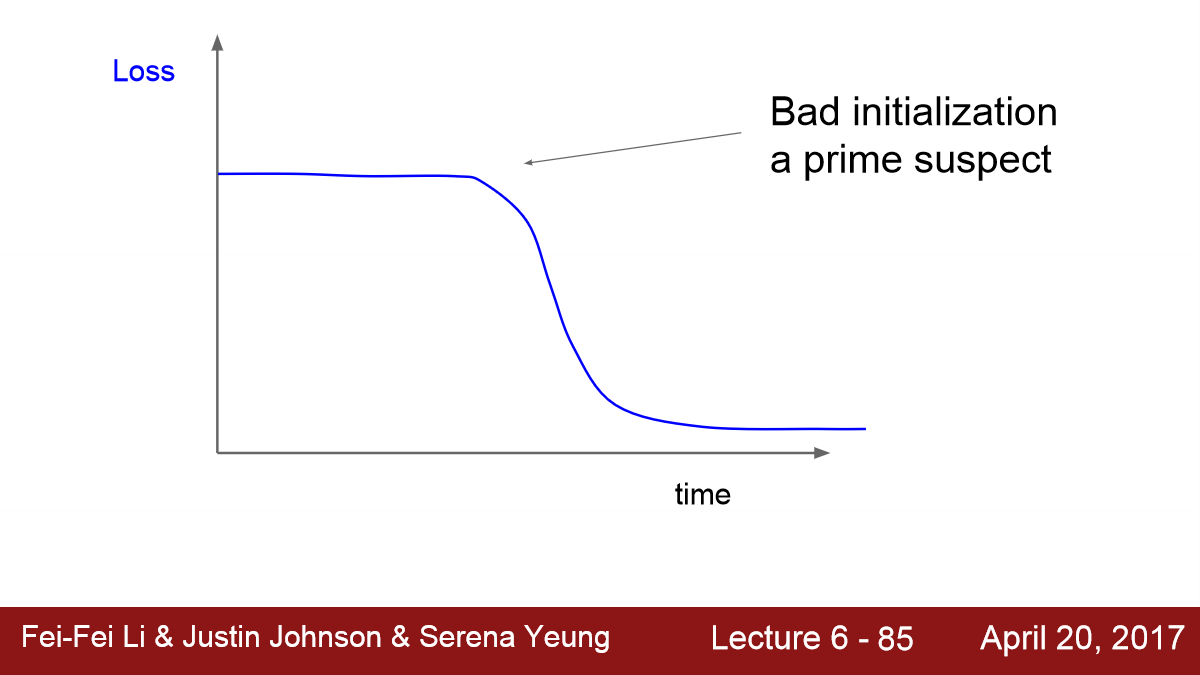 Loss
Bad initialization
a prime suspect
time
Fei-Fei Li & Justin Johnson & Serena Yeung
Lecture 6 - 85
April 20, 2017